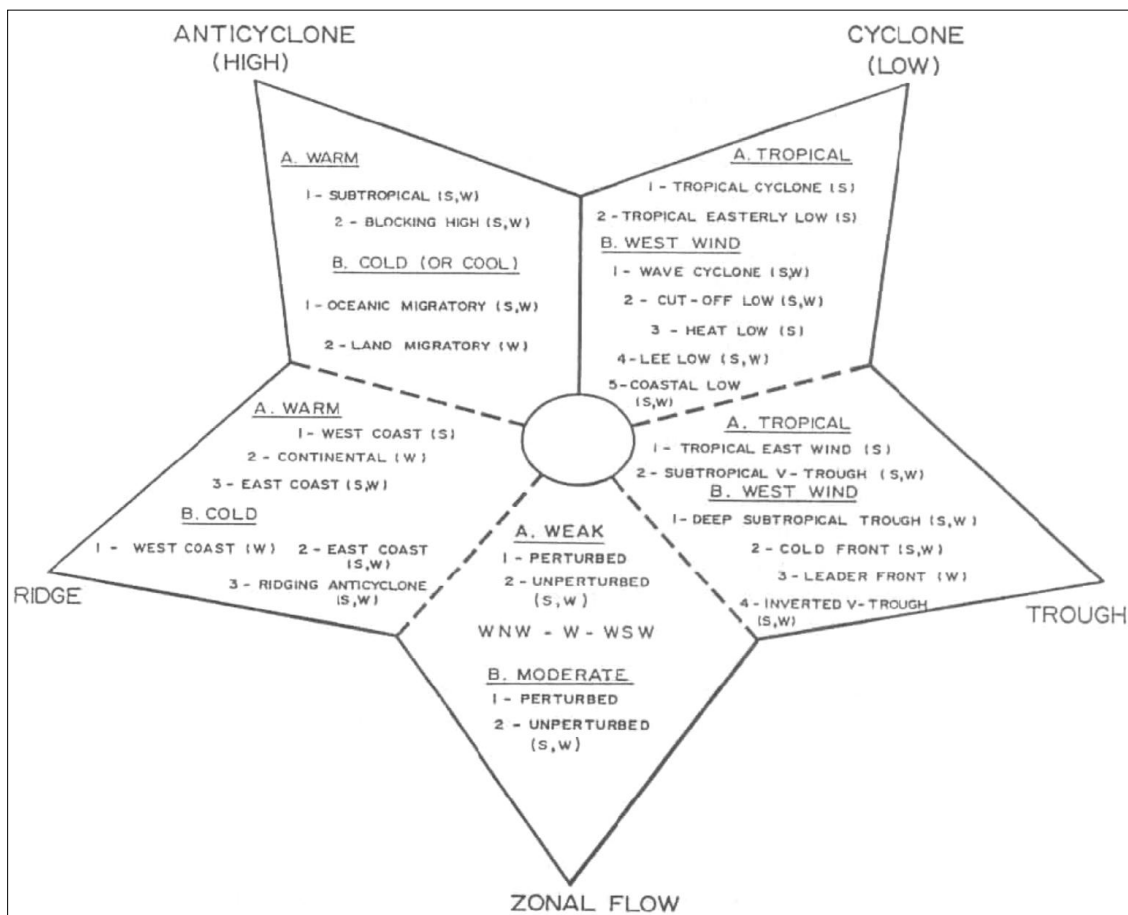 ANTICYCLONE
(HIGH)
A. WARM
1 - SUBTROPICAL (S,W)
2 - BLOCKING HIGH (S,W)
B. COLD (OR COOL)
1 - OCEANIC MIGRATORY (S,W)
2 - LAND MIGRATORY (W)
CYCLONE
(LOW)
A. TROPICAL
1 - TROPICAL CYCLONE (S)
2 - TROPICAL EASTERLY LOW (S)
B. WEST WIND
1 - WAVE CYCLONE (S,W)
2 - CUT-OFF LOW (S,W)
3 - HEAT LOW (S)
4 - LEE LOW (S,W)
5 - COASTAL LOW
(S,W)
A. WARM
1 - WEST COAST (S)
2 - CONTINENTAL (W)
3 - EAST COAST (S,W)
B. COLD
1 - WEST COAST (W)
2 - EAST COAST
(S,W)
3 - RIDGING ANTICYCLONE
(S,W)
RIDGE
A. TROPICAL
1 - TROPICAL EAST WIND (S)
2 - SUBTROPICAL V-TROUGH (S,W)
B. WEST WIND
1 - DEEP SUBTROPICAL TROUGH (S,W)
2 - COLD FRONT (S,W)
3 - LEADER FRONT (W)
4 - INVERTED V-TROUGH
(S,W)
TROUGH
A. WEAK
1 - PERTURBED
2 - UNPERTURBED
(S,W)
WNW - W - WSW
B. MODERATE
1 - PERTURBED
2 - UNPERTURBED
(S,W)
ZONAL FLOW